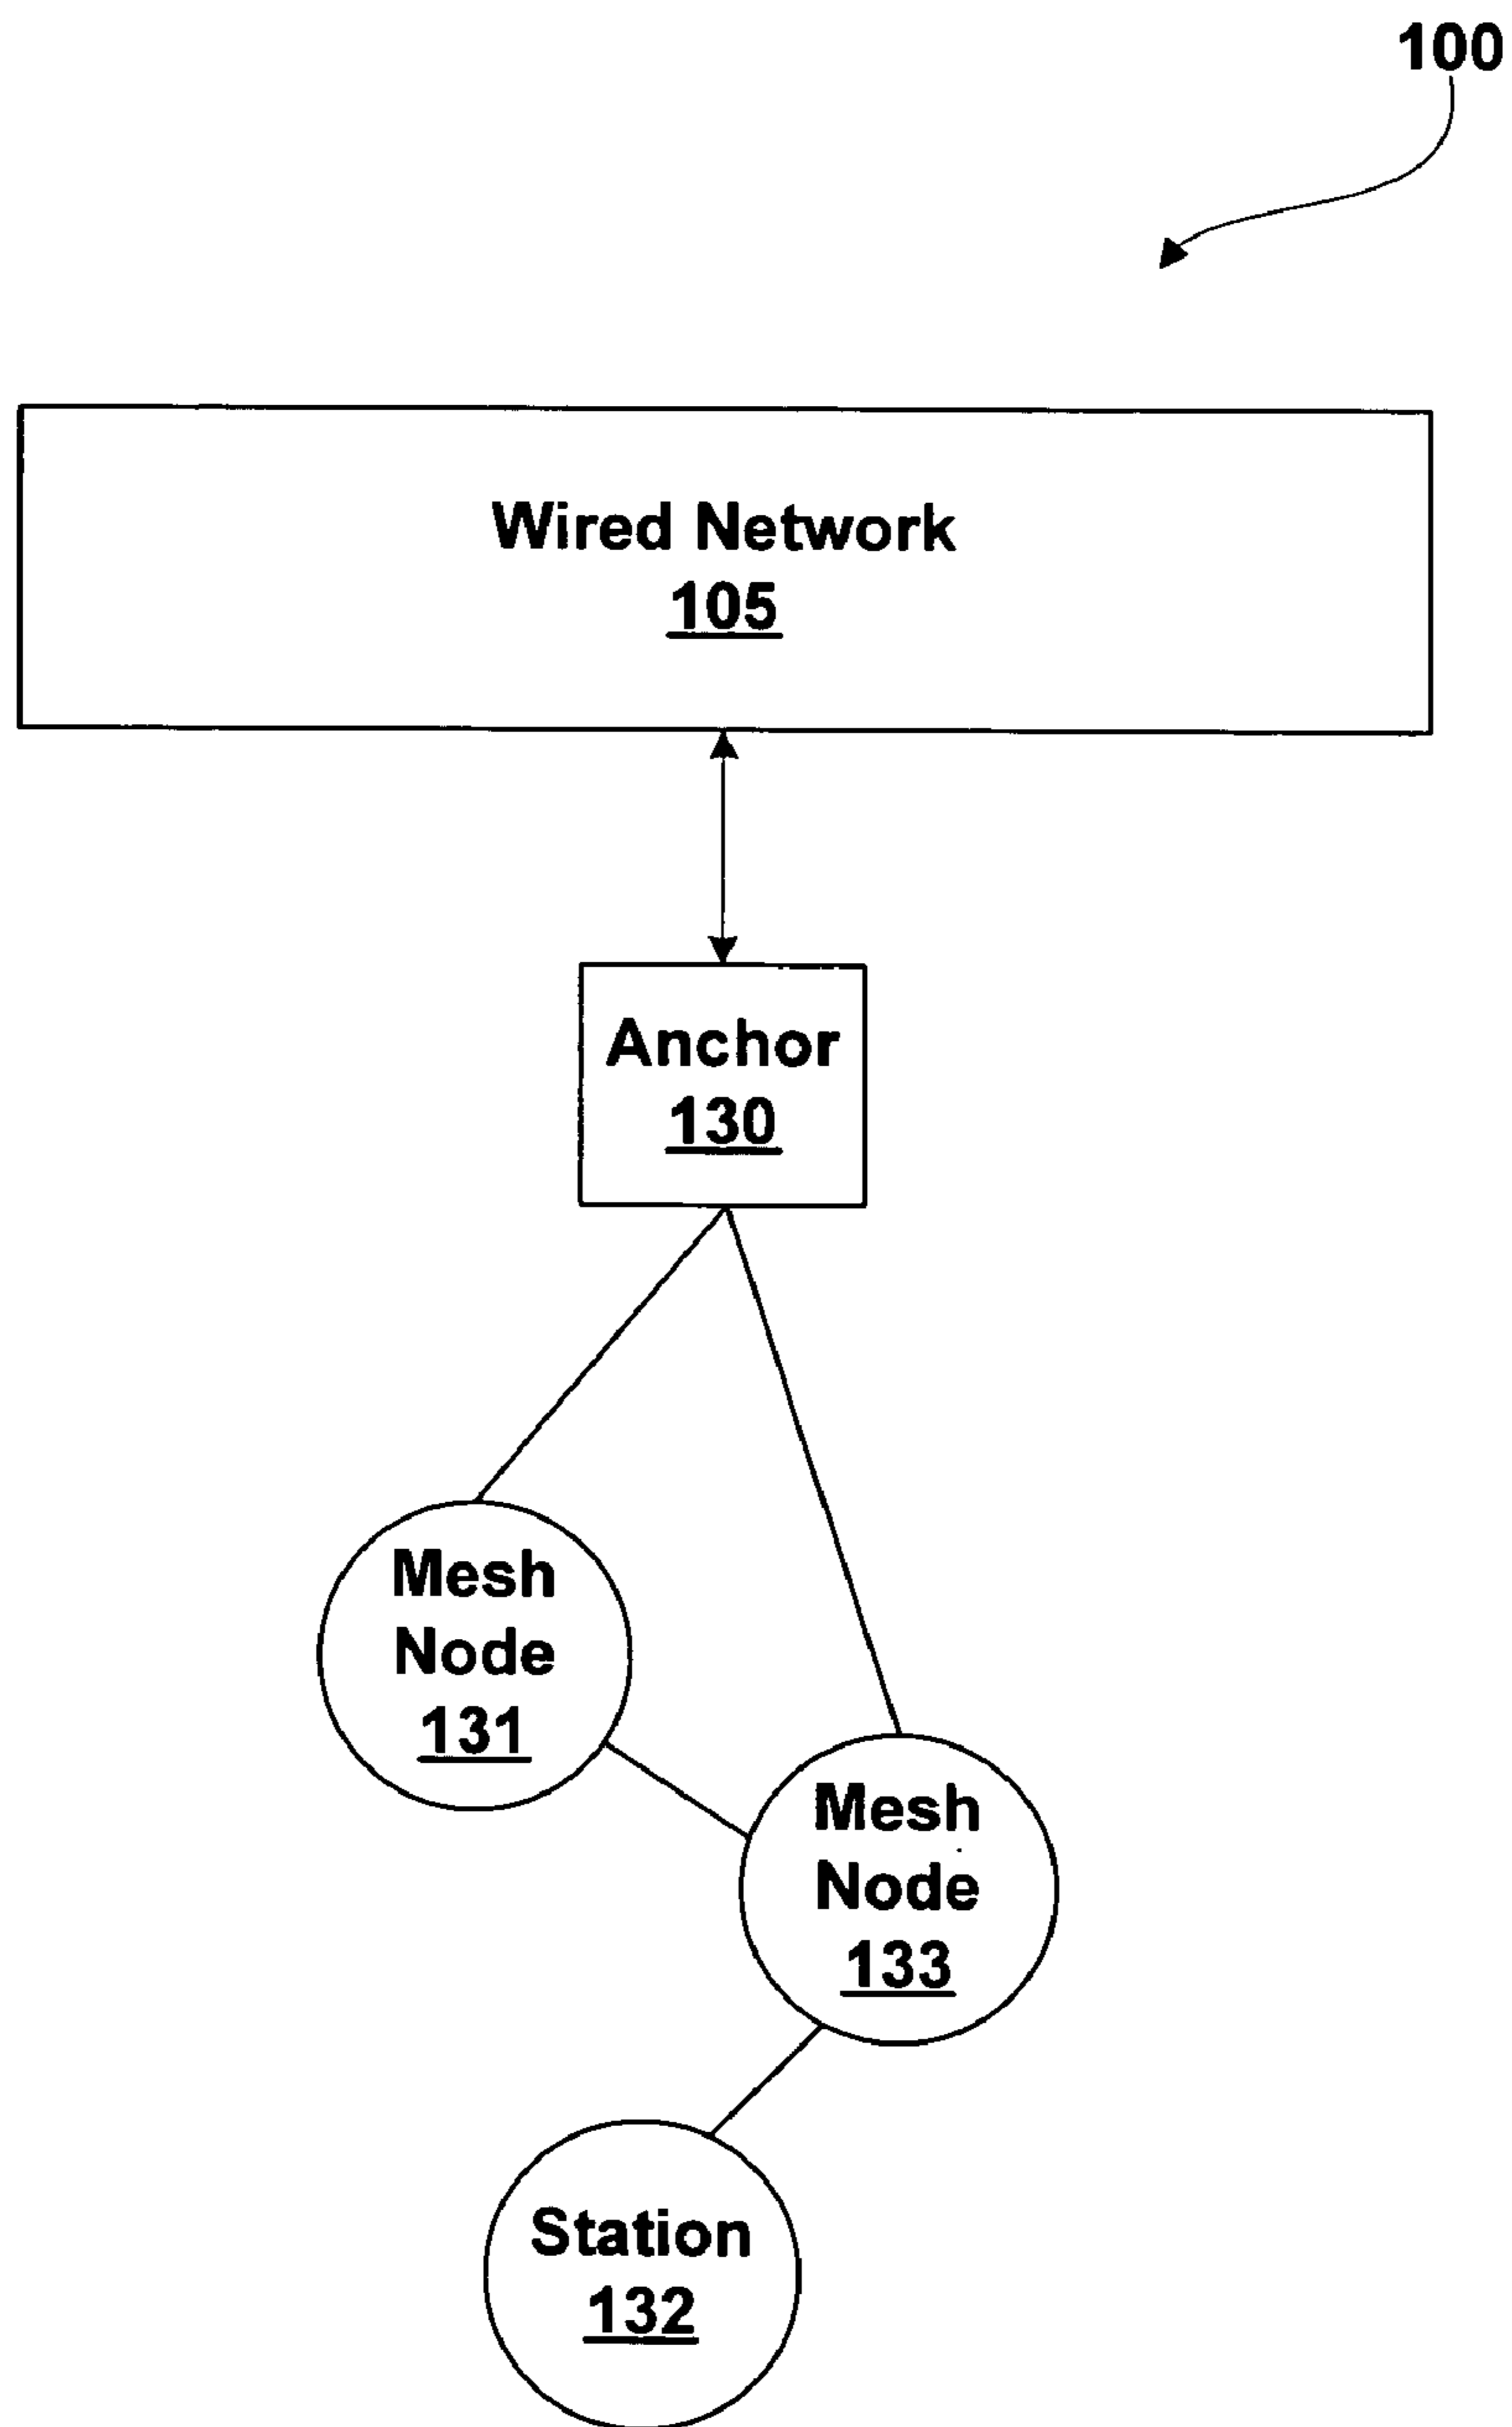 100
Wired Network
105
Anchor
130
Mesh
Node
131
Mesh
Node
133
Station
132